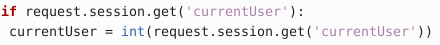 if request.session.get('currentUser'):
 currentUser = int(request.session.get('currentUser'))